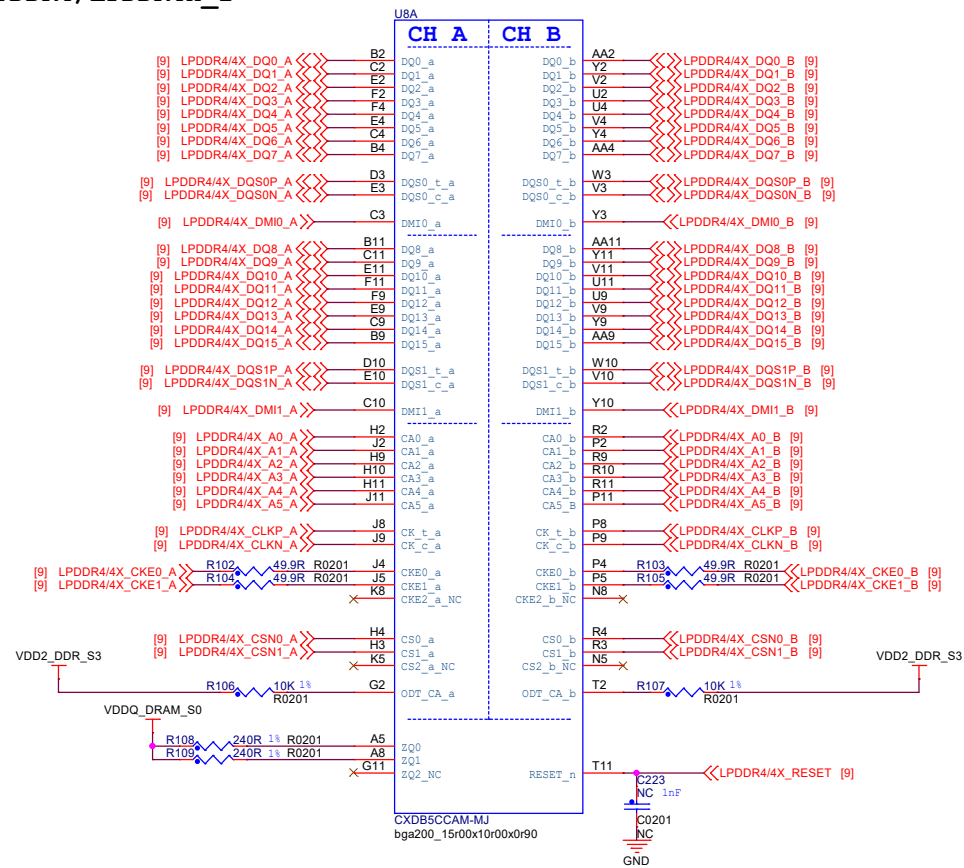 U8A
CH A CH B
[9] LPDDR4/4X_DQ0_A B2 DQ0_a DQ0_b AA2 LPDDR4/4X_DQ0_B [9]
[9] LPDDR4/4X_DQ1_A C2 DQ1_a DQ1_b Y2 LPDDR4/4X_DQ1_B [9]
[9] LPDDR4/4X_DQ2_A E2 DQ2_a DQ2_b V2 LPDDR4/4X_DQ2_B [9]
[9] LPDDR4/4X_DQ3_A F2 DQ3_a DQ3_b U2 LPDDR4/4X_DQ3_B [9]
[9] LPDDR4/4X_DQ4_A F4 DQ4_a DQ4_b U4 LPDDR4/4X_DQ4_B [9]
[9] LPDDR4/4X_DQ5_A E4 DQ5_a DQ5_b V4 LPDDR4/4X_DQ5_B [9]
[9] LPDDR4/4X_DQ6_A C4 DQ6_a DQ6_b Y4 LPDDR4/4X_DQ6_B [9]
[9] LPDDR4/4X_DQ7_A B4 DQ7_a DQ7_b AA4 LPDDR4/4X_DQ7_B [9]
[9] LPDDR4/4X_DQS0P_A D3 DQS0_t_a DQS0_t_b W3 LPDDR4/4X_DQS0P_B [9]
[9] LPDDR4/4X_DQS0N_A E3 DQS0_c_a DQS0_c_b V3 LPDDR4/4X_DQS0N_B [9]
[9] LPDDR4/4X_DMI0_A C3 DMI0_a DMI0_b Y3 LPDDR4/4X_DMI0_B [9]
[9] LPDDR4/4X_DQ8_A B11 DQ8_a DQ8_b AA11 LPDDR4/4X_DQ8_B [9]
[9] LPDDR4/4X_DQ9_A C11 DQ9_a DQ9_b Y11 LPDDR4/4X_DQ9_B [9]
[9] LPDDR4/4X_DQ10_A E11 DQ10_a DQ10_b V11 LPDDR4/4X_DQ10_B [9]
[9] LPDDR4/4X_DQ11_A F11 DQ11_a DQ11_b U11 LPDDR4/4X_DQ11_B [9]
[9] LPDDR4/4X_DQ12_A F9 DQ12_a DQ12_b U9 LPDDR4/4X_DQ12_B [9]
[9] LPDDR4/4X_DQ13_A E9 DQ13_a DQ13_b V9 LPDDR4/4X_DQ13_B [9]
[9] LPDDR4/4X_DQ14_A C9 DQ14_a DQ14_b Y9 LPDDR4/4X_DQ14_B [9]
[9] LPDDR4/4X_DQ15_A B9 DQ15_a DQ15_b AA9 LPDDR4/4X_DQ15_B [9]
[9] LPDDR4/4X_DQS1P_A D10 DQS1_t_a DQS1_t_b W10 LPDDR4/4X_DQS1P_B [9]
[9] LPDDR4/4X_DQS1N_A E10 DQS1_c_a DQS1_c_b V10 LPDDR4/4X_DQS1N_B [9]
[9] LPDDR4/4X_DMI1_A C10 DMI1_a DMI1_b Y10 LPDDR4/4X_DMI1_B [9]
[9] LPDDR4/4X_A0_A H2 CA0_a CA0_b R2 LPDDR4/4X_A0_B [9]
[9] LPDDR4/4X_A1_A J2 CA1_a CA1_b P2 LPDDR4/4X_A1_B [9]
[9] LPDDR4/4X_A2_A H9 CA2_a CA2_b R9 LPDDR4/4X_A2_B [9]
[9] LPDDR4/4X_A3_A H10 CA3_a CA3_b R10 LPDDR4/4X_A3_B [9]
[9] LPDDR4/4X_A4_A H11 CA4_a CA4_b R11 LPDDR4/4X_A4_B [9]
[9] LPDDR4/4X_A5_A J11 CA5_a CA5_B P11 LPDDR4/4X_A5_B [9]
[9] LPDDR4/4X_CLKP_A J8 CK_t_a CK_t_b P8 LPDDR4/4X_CLKP_B [9]
[9] LPDDR4/4X_CLKN_A J9 CK_c_a CK_c_b P9 LPDDR4/4X_CLKN_B [9]
[9] LPDDR4/4X_CKE0_A R102 49.9R R0201 J4 CKE0_a CKE0_b P4 R103 49.9R R0201 LPDDR4/4X_CKE0_B [9]
[9] LPDDR4/4X_CKE1_A R104 49.9R R0201 J5 CKE1_a CKE1_b P5 R105 49.9R R0201 LPDDR4/4X_CKE1_B [9]
K8 CKE2_a_NC CKE2_b_NC N8
[9] LPDDR4/4X_CSN0_A H4 CS0_a CS0_b R4 LPDDR4/4X_CSN0_B [9]
[9] LPDDR4/4X_CSN1_A H3 CS1_a CS1_b R3 LPDDR4/4X_CSN1_B [9]
VDD2_DDR_S3 K5 CS2_a_NC CS2_b_NC N5 VDD2_DDR_S3
R106 10K 1% R0201 G2 ODT_CA_a ODT_CA_b T2 R107 10K 1% R0201
VDDQ_DRAM_S0
R108 240R 1% R0201 A5 ZQ0
R109 240R 1% R0201 A8 ZQ1
G11 ZQ2_NC RESET_n T11 LPDDR4/4X_RESET [9]
C223
NC 1nF
C0201
NC
GND
CXDB5CCAM-MJ
bga200_15r00x10r00x0r90